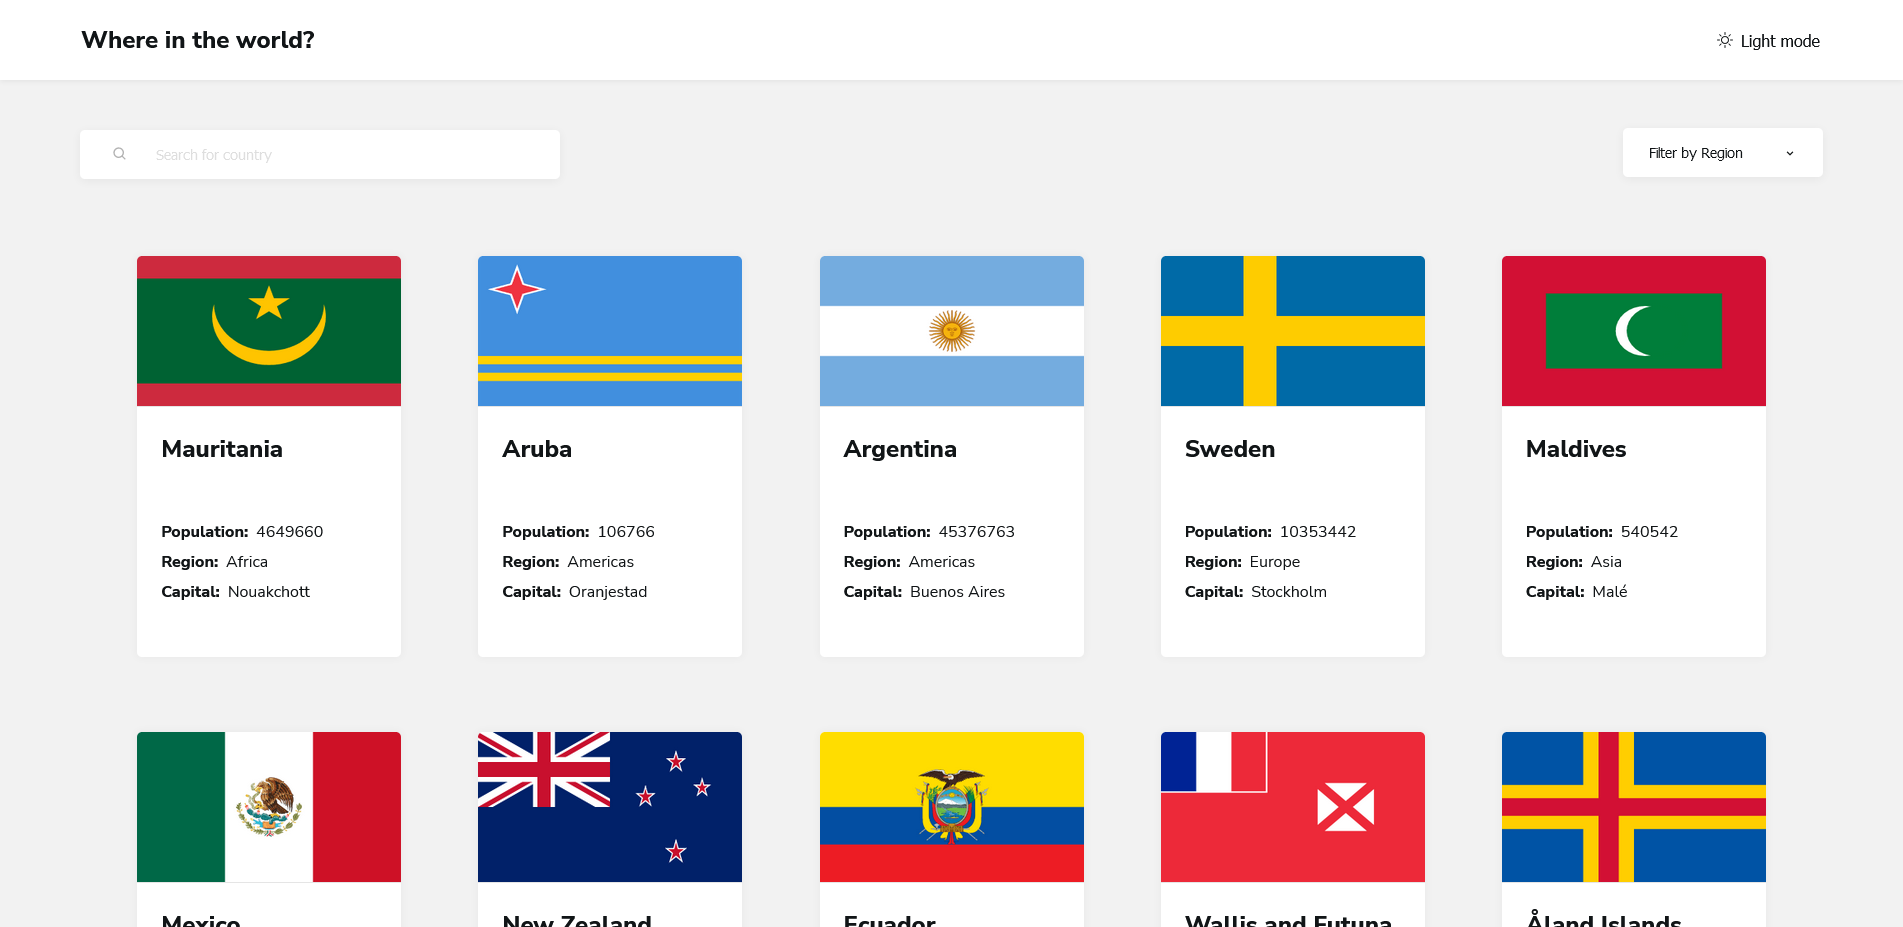 Where in the world?
Light mode
Search for country
Filter by Region
Mauritania
Population: 4649660
Region: Africa
Capital: Nouakchott
Aruba
Population: 106766
Region: Americas
Capital: Oranjestad
Argentina
Population: 45376763
Region: Americas
Capital: Buenos Aires
Sweden
Population: 10353442
Region: Europe
Capital: Stockholm
Maldives
Population: 540542
Region: Asia
Capital: Malé
Mexico
New Zealand
Ecuador
Wallis and Futuna
Åland Islands